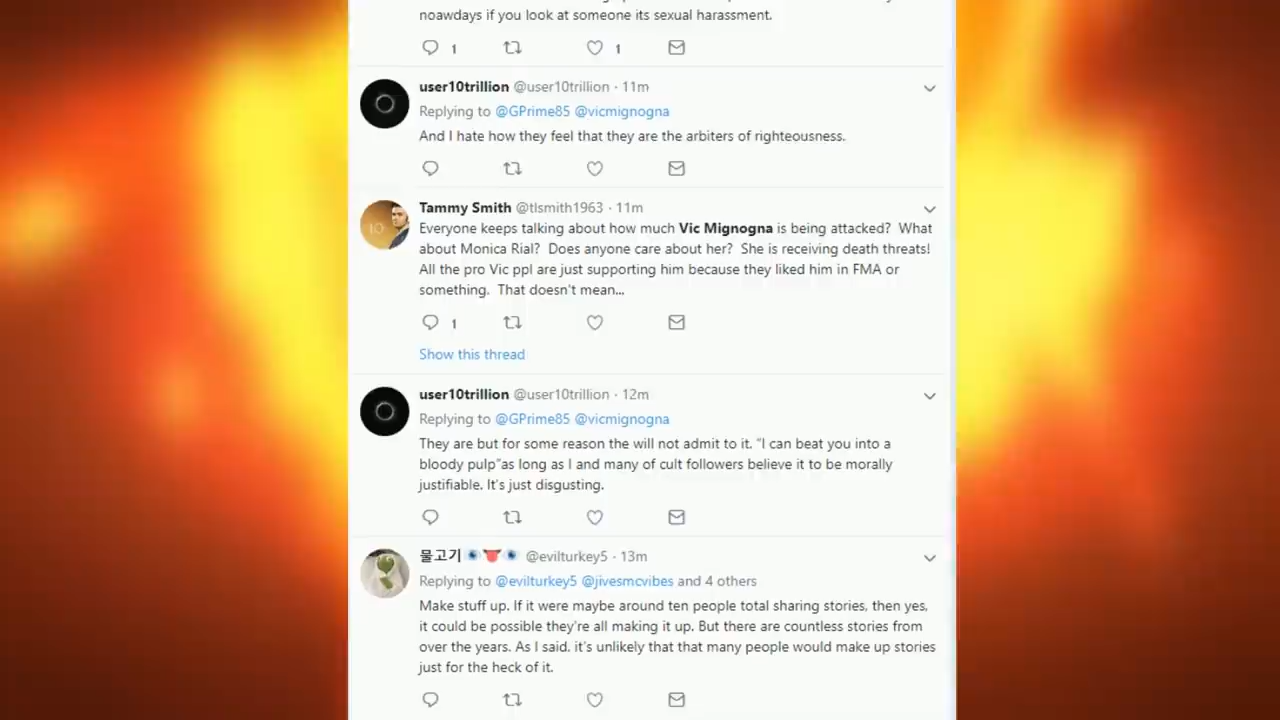 noawdays if you look at someone its sexual harassment.
1 1
user10trillion @user10trillion · 11m
Replying to @GPrime85 @vicmignogna
And I hate how they feel that they are the arbiters of righteousness.
Tammy Smith @tlsmith1963 · 11m
Everyone keeps talking about how much Vic Mignogna is being attacked? What
about Monica Rial? Does anyone care about her? She is receiving death threats!
All the pro Vic ppl are just supporting him because they liked him in FMA or
something. That doesn't mean...
1
Show this thread
user10trillion @user10trillion · 12m
Replying to @GPrime85 @vicmignogna
They are but for some reason the will not admit to it. "I can beat you into a
bloody pulp"as long as I and many of cult followers believe it to be morally
justifiable. It's just disgusting.
물고기👁️👅👁️ @evilturkey5 · 13m
Replying to @evilturkey5 @jivesmcvibes and 4 others
Make stuff up. If it were maybe around ten people total sharing stories, then yes,
it could be possible they're all making it up. But there are countless stories from
over the years. As I said, it's unlikely that that many people would make up stories
just for the heck of it.